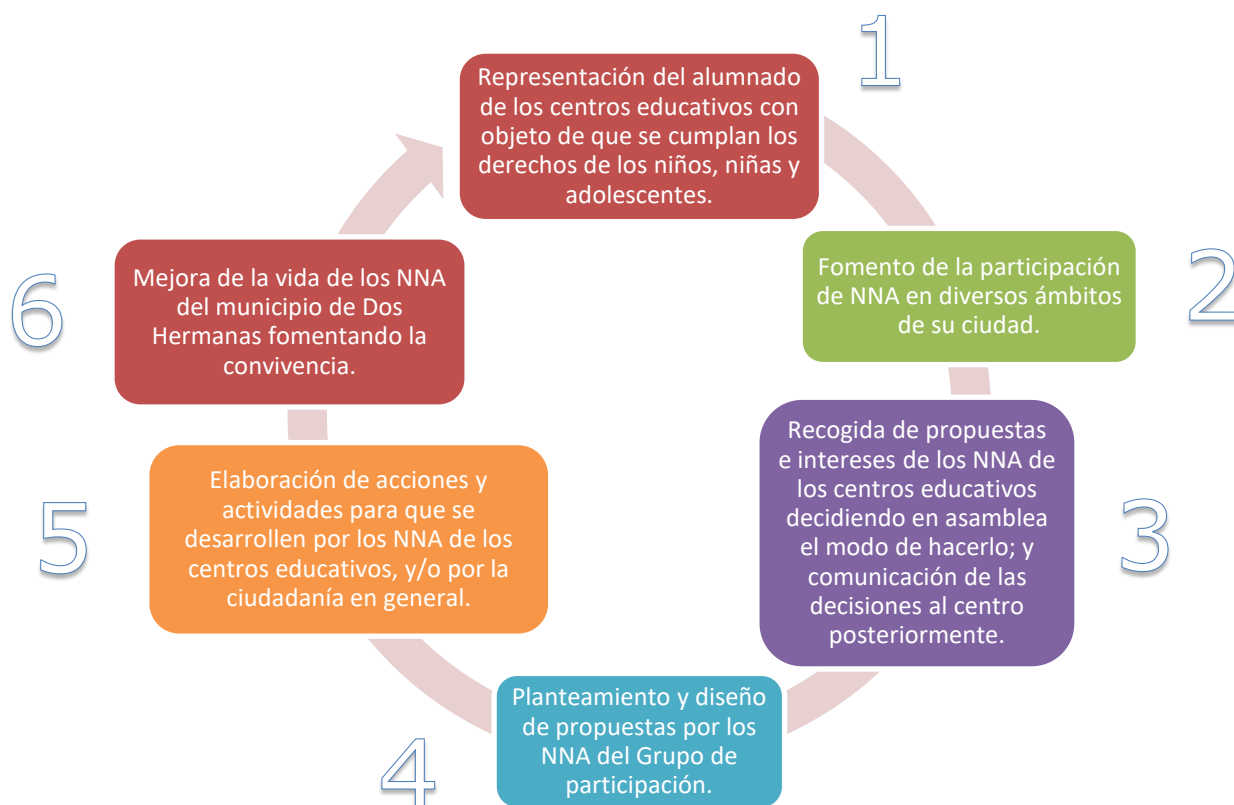 1
Representación del alumnado
de los centros educativos con
objeto de que se cumplan los
derechos de los niños, niñas y
adolescentes.
2
Fomento de la participación
de NNA en diversos ámbitos
de su ciudad.
3
Recogida de propuestas
e intereses de los NNA de
los centros educativos
decidiendo en asamblea
el modo de hacerlo; y
comunicación de las
decisiones al centro
posteriormente.
4
Planteamiento y diseño
de propuestas por los
NNA del Grupo de
participación.
5
Elaboración de acciones y
actividades para que se
desarrollen por los NNA de los
centros educativos, y/o por la
ciudadanía en general.
6
Mejora de la vida de los NNA
del municipio de Dos
Hermanas fomentando la
convivencia.